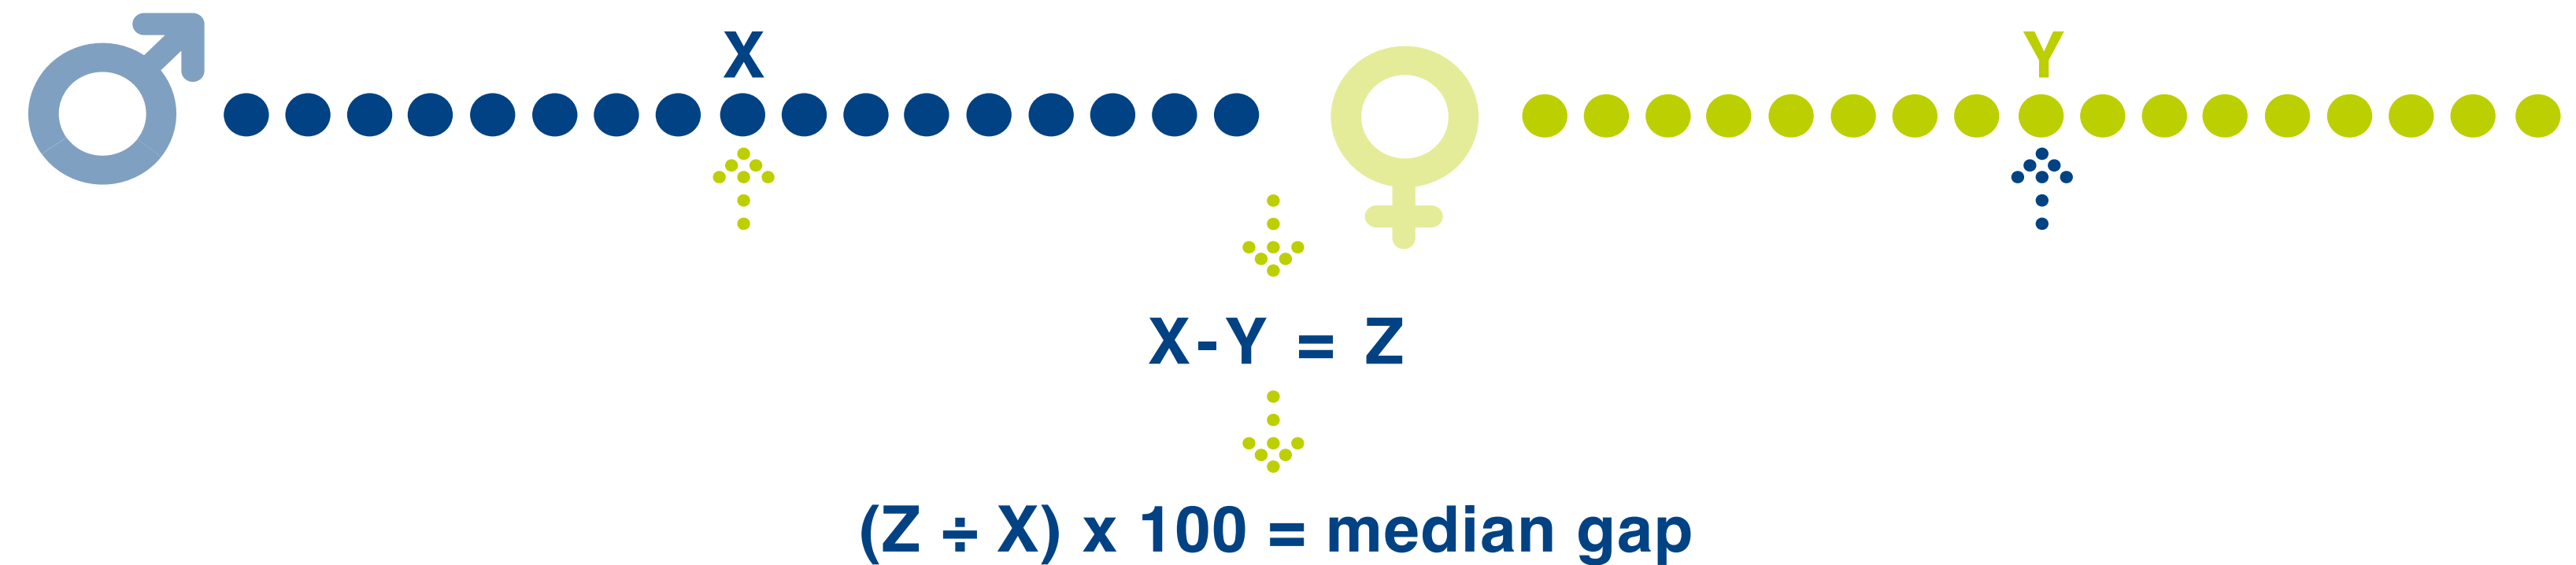 X Y
X-Y = Z
(Z ÷ X) x 100 = median gap